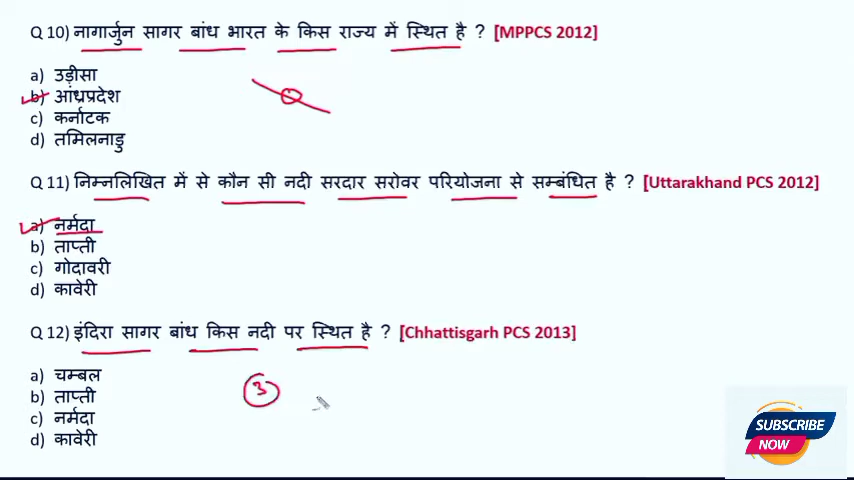 Q 10) नागार्जुन सागर बांध भारत के किस राज्य में स्थित है ? [MPPCS 2012]
a) उड़ीसा
b) आंध्रप्रदेश
c) कर्नाटक
d) तमिलनाडु
Q 11) निम्नलिखित में से कौन सी नदी सरदार सरोवर परियोजना से सम्बंधित है ? [Uttarakhand PCS 2012]
a) नर्मदा
b) ताप्ती
c) गोदावरी
d) कावेरी
Q 12) इंदिरा सागर बांध किस नदी पर स्थित है ? [Chhattisgarh PCS 2013]
a) चम्बल
b) ताप्ती
c) नर्मदा
d) कावेरी
3
SUBSCRIBE
NOW